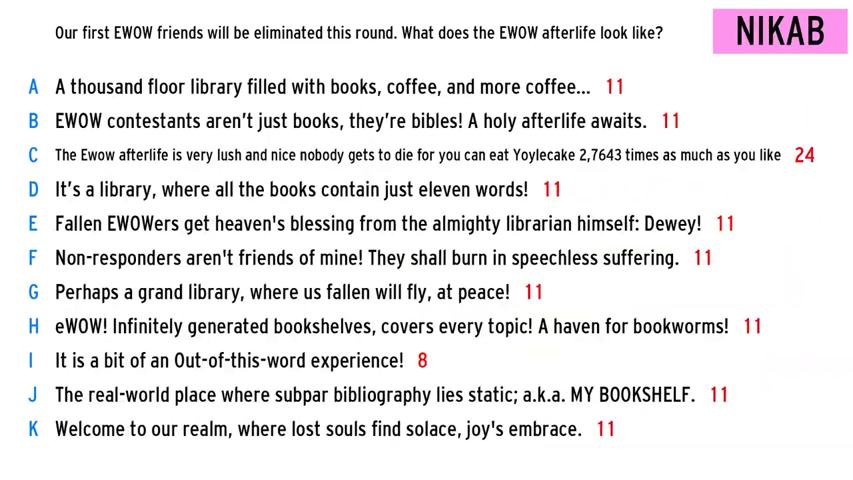 Our first EWOW friends will be eliminated this round. What does the EWOW afterlife look like?
NIKAB
A A thousand floor library filled with books, coffee, and more coffee... 11
B EWOW contestants aren't just books, they're bibles! A holy afterlife awaits. 11
C The Ewow afterlife is very lush and nice nobody gets to die for you can eat Yoylecake 2,7643 times as much as you like 24
D It's a library, where all the books contain just eleven words! 11
E Fallen EWOWers get heaven's blessing from the almighty librarian himself: Dewey! 11
F Non-responders aren't friends of mine! They shall burn in speechless suffering. 11
G Perhaps a grand library, where us fallen will fly, at peace! 11
H eWOW! Infinitely generated bookshelves, covers every topic! A haven for bookworms! 11
I It is a bit of an Out-of-this-word experience! 8
J The real-world place where subpar bibliography lies static; a.k.a. MY BOOKSHELF. 11
K Welcome to our realm, where lost souls find solace, joy's embrace. 11